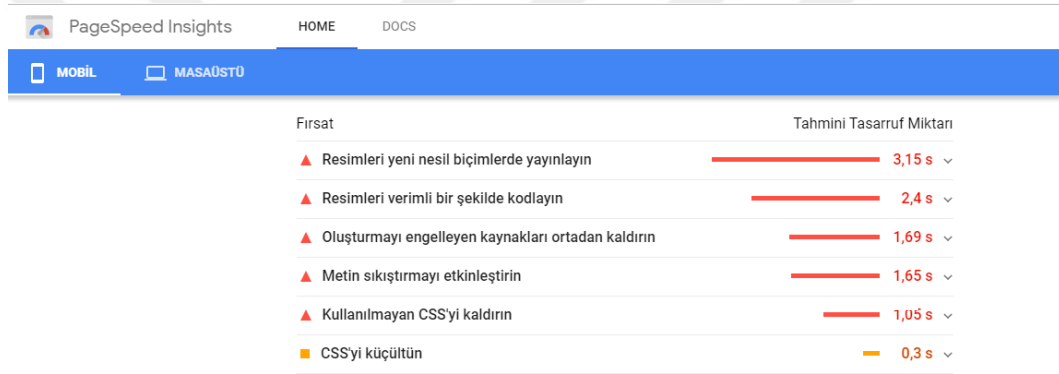 PageSpeed Insights HOME DOCS
MOBİL MASAÜSTÜ
Fırsat Tahmini Tasarruf Miktarı
Resimleri yeni nesil biçimlerde yayınlayın 3,15 s
Resimleri verimli bir şekilde kodlayın 2,4 s
Oluşturmayı engelleyen kaynakları ortadan kaldırın 1,69 s
Metin sıkıştırmayı etkinleştirin 1,65 s
Kullanılmayan CSS'yi kaldırın 1,05 s
CSS'yi küçültün 0,3 s